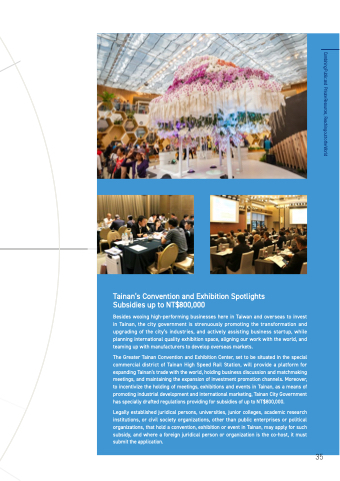 Combining Public and Private Resources, Reaching out to the World
Tainan's Convention and Exhibition Spotlights
Subsidies up to NT$800,000
Besides wooing high-performing businesses here in Taiwan and overseas to invest
in Tainan, the city government is strenuously promoting the transformation and
upgrading of the city's industries, and actively assisting business startup, while
planning international quality exhibition space, aligning our work with the world, and
teaming up with manufacturers to develop overseas markets.
The Greater Tainan Convention and Exhibition Center, set to be situated in the special
commercial district of Tainan High Speed Rail Station, will provide a platform for
expanding Tainan's trade with the world, holding business discussion and matchmaking
meetings, and maintaining the expansion of investment promotion channels. Moreover,
to incentivize the holding of meetings, exhibitions and events in Tainan, as a means of
promoting industrial development and international marketing, Tainan City Government
has specially drafted regulations providing for subsidies of up to NT$800,000.
Legally established juridical persons, universities, junior colleges, academic research
institutions, or civil society organizations, other than public enterprises or political
organizations, that hold a convention, exhibition or event in Tainan, may apply for such
subsidy, and where a foreign juridical person or organization is the co-host, it must
submit the application.
35